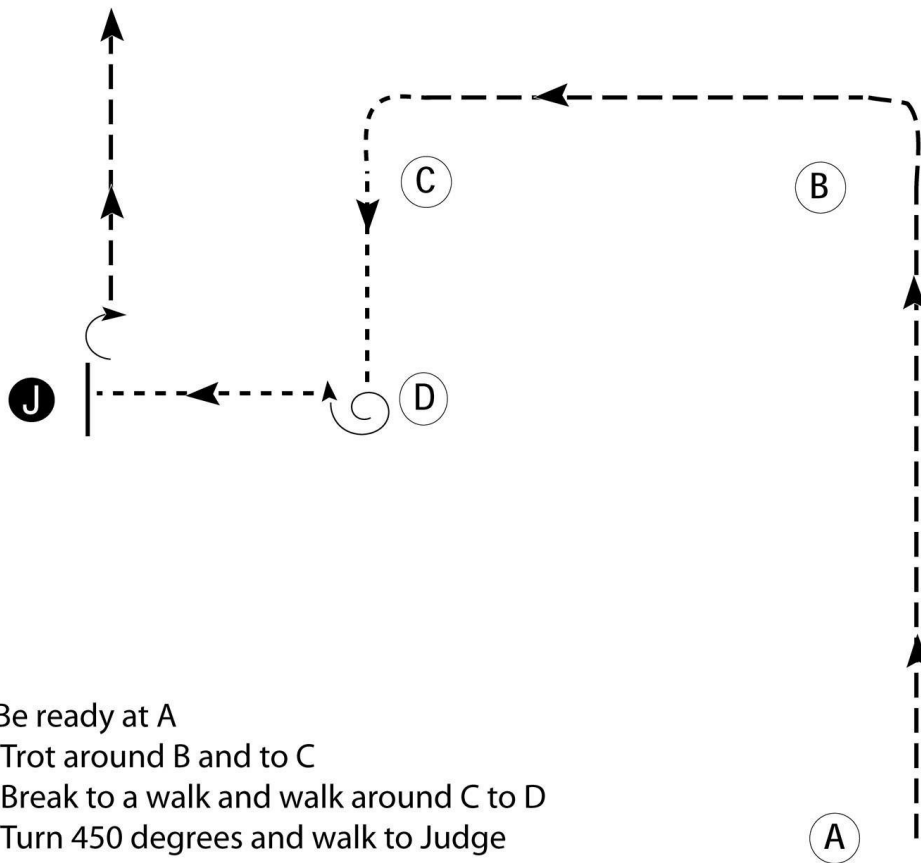 C
B
J
D
Be ready at A
Trot around B and to C
Break to a walk and walk around C to D
Turn 450 degrees and walk to Judge
A